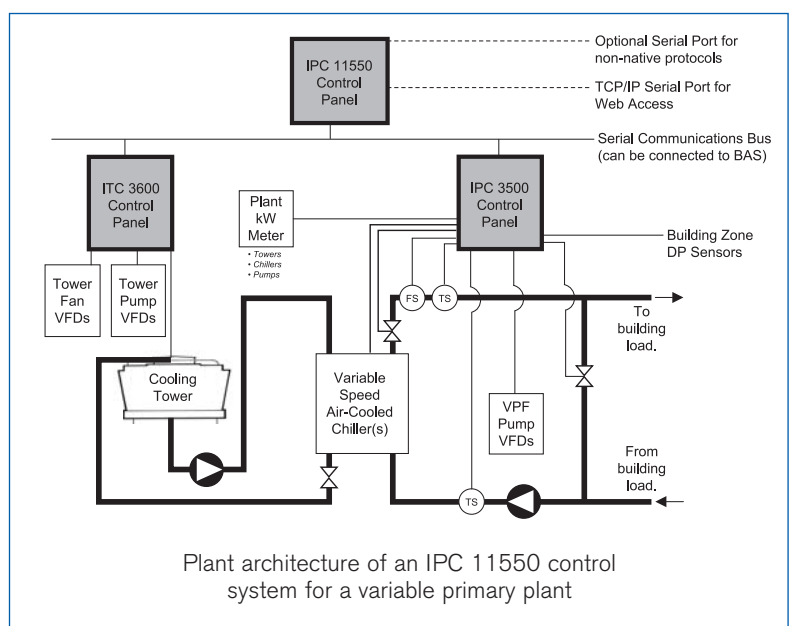 IPC 11550
Control
Panel
Optional Serial Port for
non-native protocols
TCP/IP Serial Port for
Web Access
Serial Communications Bus
(can be connected to BAS)
ITC 3600
Control
Panel
Plant
kW
Meter
• Towers
• Chillers
• Pumps
IPC 3500
Control
Panel
Building Zone
DP Sensors
Tower
Fan
VFDs
Tower
Pump
VFDs
FS
TS
To
building
load.
Cooling
Tower
Variable
Speed
Air-Cooled
Chiller(s)
VPF
Pump
VFDs
From
building
load.
TS
Plant architecture of an IPC 11550 control
system for a variable primary plant